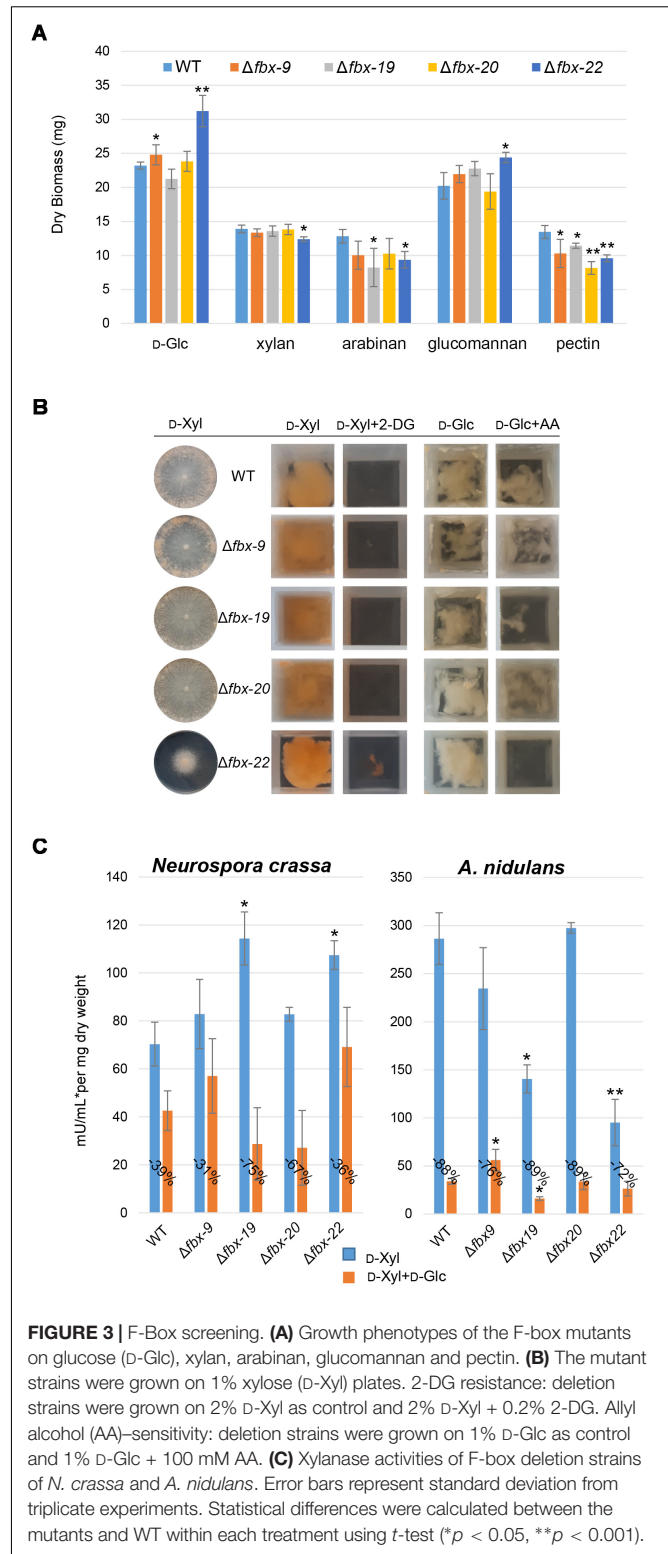 A
WT Δfbx-9 Δfbx-19 Δfbx-20 Δfbx-22
Dry Biomass (mg)
40
35
30
25
20
15
10
5
0
* **
*
* *
*
* * ** **
D-Glc xylan arabinan glucomannan pectin
B
D-Xyl D-Xyl D-Xyl+2-DG D-Glc D-Glc+AA
WT
Δfbx-9
Δfbx-19
Δfbx-20
Δfbx-22
C
Neurospora crassa
mU/mL*per mg dry weight
140
120
100
80
60
40
20
0
* *
-39% -31% -75% -67% -36%
WT Δfbx-9 Δfbx-19 Δfbx-20 Δfbx-22
A. nidulans
350
300
250
200
150
100
50
0
* * * **
-88% -76% -89% -89% -72%
WT Δfbx9 Δfbx19 Δfbx20 Δfbx22
D-Xyl
D-Xyl+D-Glc
FIGURE 3 | F-Box screening. (A) Growth phenotypes of the F-box mutants
on glucose (D-Glc), xylan, arabinan, glucomannan and pectin. (B) The mutant
strains were grown on 1% xylose (D-Xyl) plates. 2-DG resistance: deletion
strains were grown on 2% D-Xyl as control and 2% D-Xyl + 0.2% 2-DG. Allyl
alcohol (AA)–sensitivity: deletion strains were grown on 1% D-Glc as control
and 1% D-Glc + 100 mM AA. (C) Xylanase activities of F-box deletion strains
of N. crassa and A. nidulans. Error bars represent standard deviation from
triplicate experiments. Statistical differences were calculated between the
mutants and WT within each treatment using t-test (*p < 0.05, **p < 0.001).